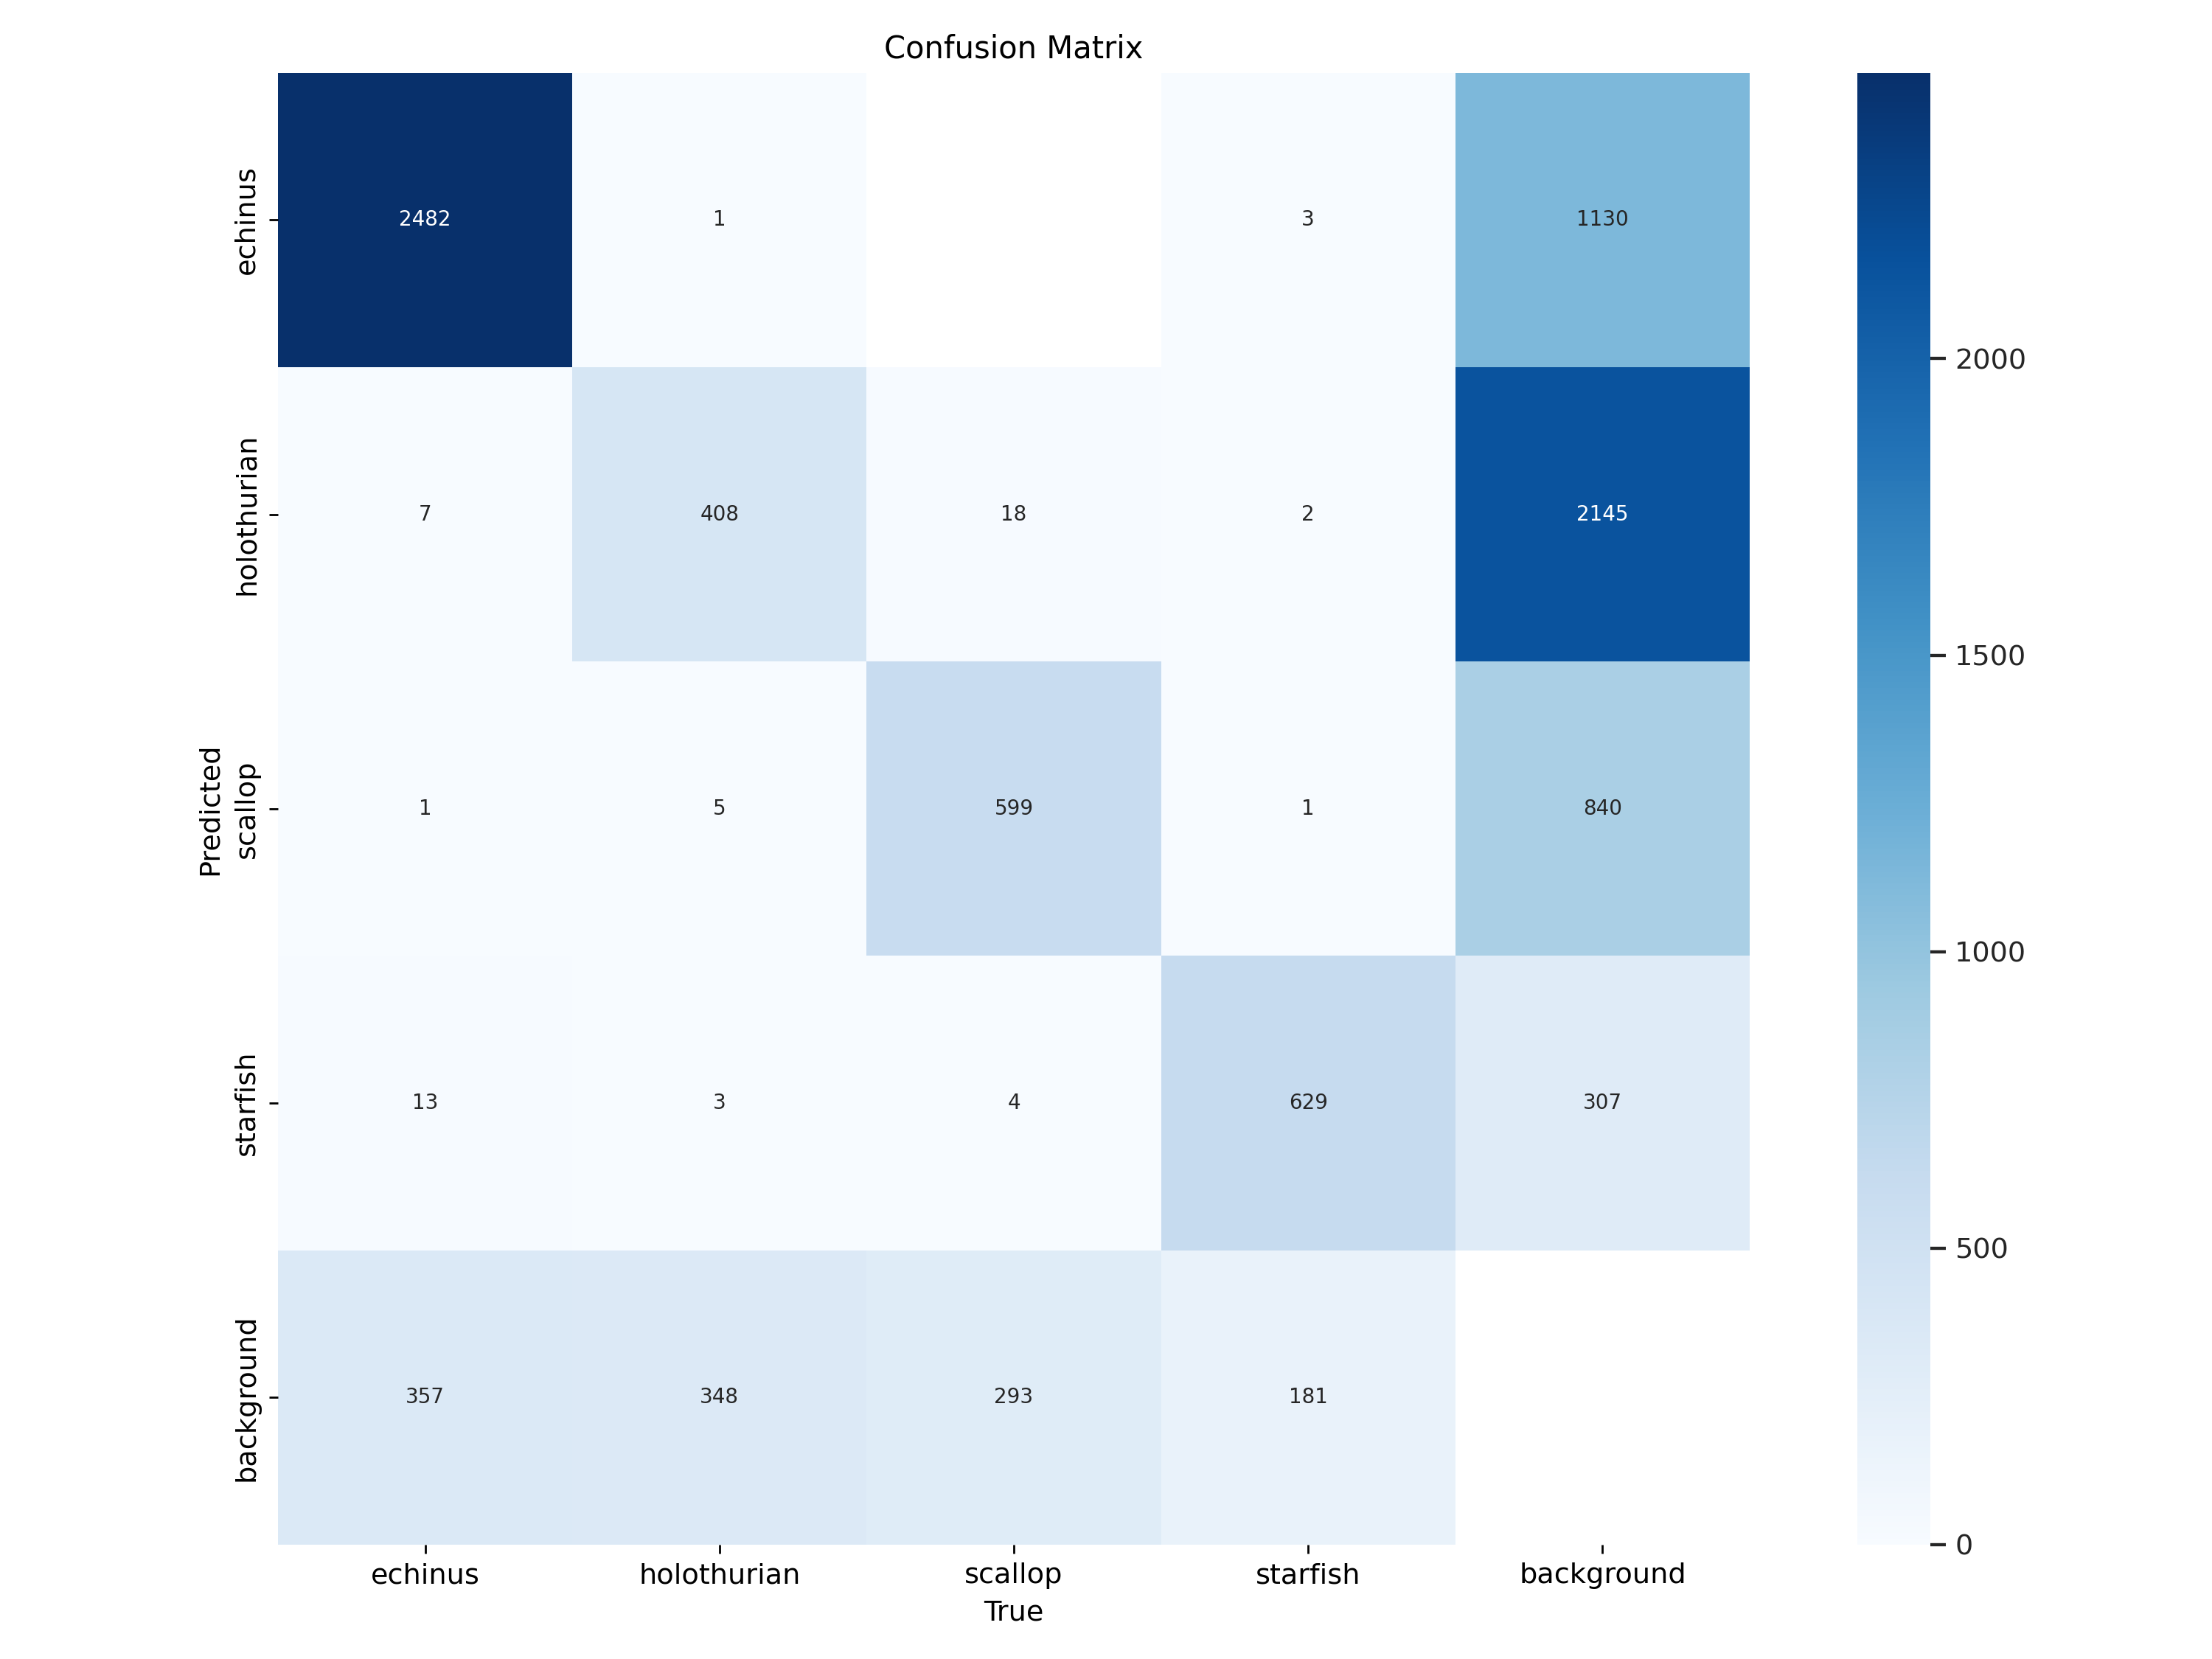 Confusion Matrix
echinus
2482
1
3
1130
holothurian
7
408
18
2
2145
Predicted
scallop
1
5
599
1
840
starfish
13
3
4
629
307
background
357
348
293
181
echinus
holothurian
scallop
starfish
background
True
2000
1500
1000
500
0